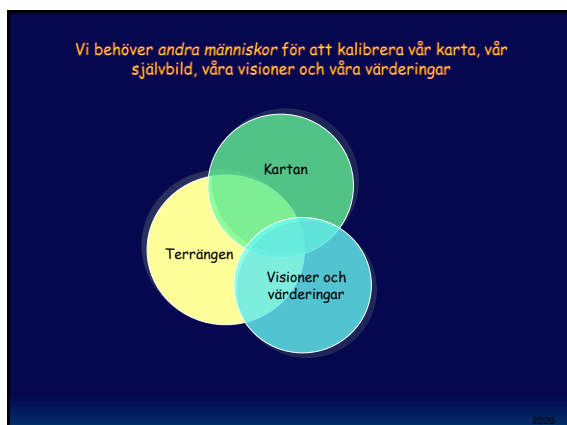 Vi behöver andra människor för att kalibrera vår karta, vår
självbild, våra visioner och våra värderingar
Kartan
Terrängen
Visioner och
värderingar
2020